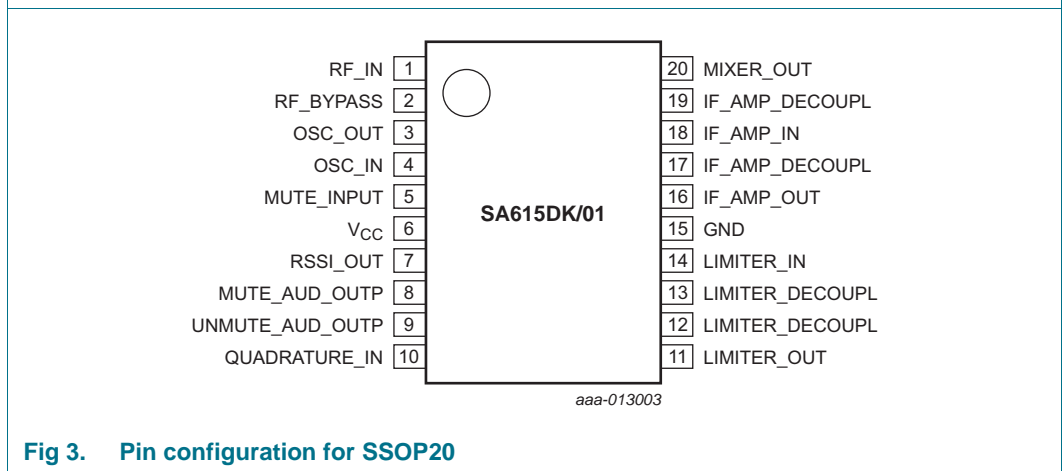 RF_IN 1
RF_BYPASS 2
OSC_OUT 3
OSC_IN 4
MUTE_INPUT 5
VCC 6
RSSI_OUT 7
MUTE_AUD_OUTP 8
UNMUTE_AUD_OUTP 9
QUADRATURE_IN 10
SA615DK/01
20 MIXER_OUT
19 IF_AMP_DECOUPL
18 IF_AMP_IN
17 IF_AMP_DECOUPL
16 IF_AMP_OUT
15 GND
14 LIMITER_IN
13 LIMITER_DECOUPL
12 LIMITER_DECOUPL
11 LIMITER_OUT
aaa-013003
Fig 3. Pin configuration for SSOP20